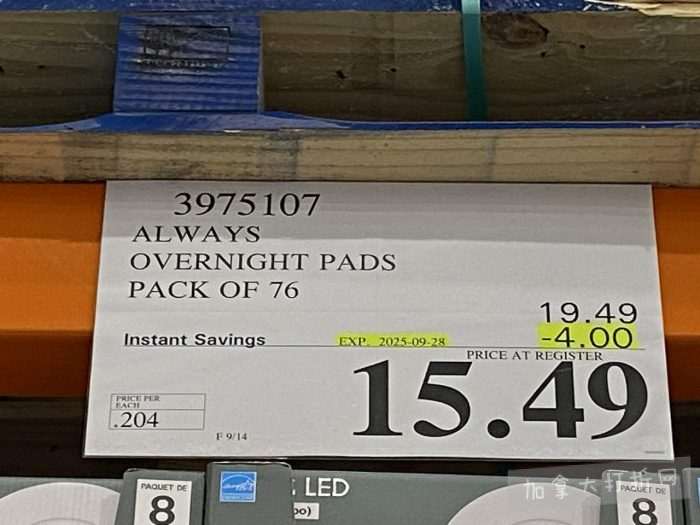 3975107
ALWAYS
OVERNIGHT PADS
PACK OF 76
19.49
Instant Savings EXP. 2025-09-28 -4.00
PRICE AT REGISTER
15.49
PRICE PER
EACH
.204
F 9/14
PAQUET DE
8
LED
PAQUET DE
8
加拿大打折网